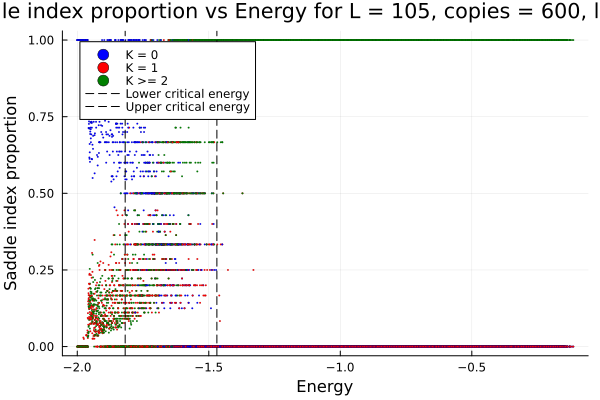 le index proportion vs Energy for L = 105, copies = 600, l
1.00
K = 0
K = 1
K >= 2
Lower critical energy
Upper critical energy
0.75
0.50
0.25
0.00
Saddle index proportion
−2.0
−1.5
−1.0
−0.5
Energy